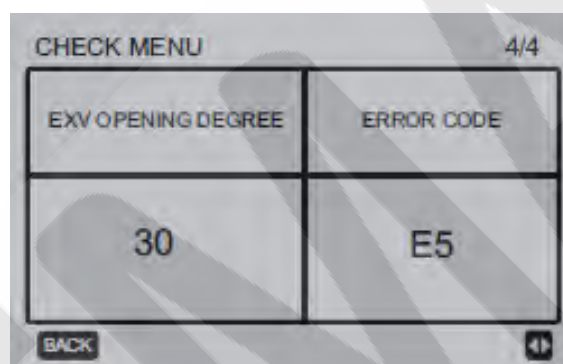 CHECK MENU 4/4
EXV OPENING DEGREE ERROR CODE
30 E5
BACK